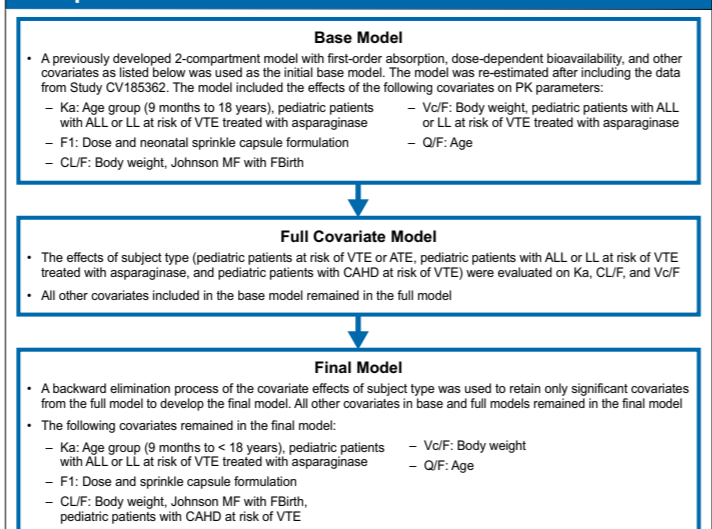 Base Model
• A previously developed 2-compartment model with first-order absorption, dose-dependent bioavailability, and other
covariates as listed below was used as the initial base model. The model was re-estimated after including the data
from Study CV185362. The model included the effects of the following covariates on PK parameters:
– Ka: Age group (9 months to 18 years), pediatric patients
with ALL or LL at risk of VTE treated with asparaginase
– F1: Dose and neonatal sprinkle capsule formulation
– CL/F: Body weight, Johnson MF with FBirth
– Vc/F: Body weight, pediatric patients with ALL
or LL at risk of VTE treated with asparaginase
– Q/F: Age
Full Covariate Model
• The effects of subject type (pediatric patients at risk of VTE or ATE, pediatric patients with ALL or LL at risk of VTE
treated with asparaginase, and pediatric patients with CAHD at risk of VTE) were evaluated on Ka, CL/F, and Vc/F
• All other covariates included in the base model remained in the full model
Final Model
• A backward elimination process of the covariate effects of subject type was used to retain only significant covariates
from the full model to develop the final model. All other covariates in base and full models remained in the final model
• The following covariates remained in the final model:
– Ka: Age group (9 months to < 18 years), pediatric patients
with ALL or LL at risk of VTE treated with asparaginase
– F1: Dose and sprinkle capsule formulation
– CL/F: Body weight, Johnson MF with FBirth,
pediatric patients with CAHD at risk of VTE
– Vc/F: Body weight
– Q/F: Age